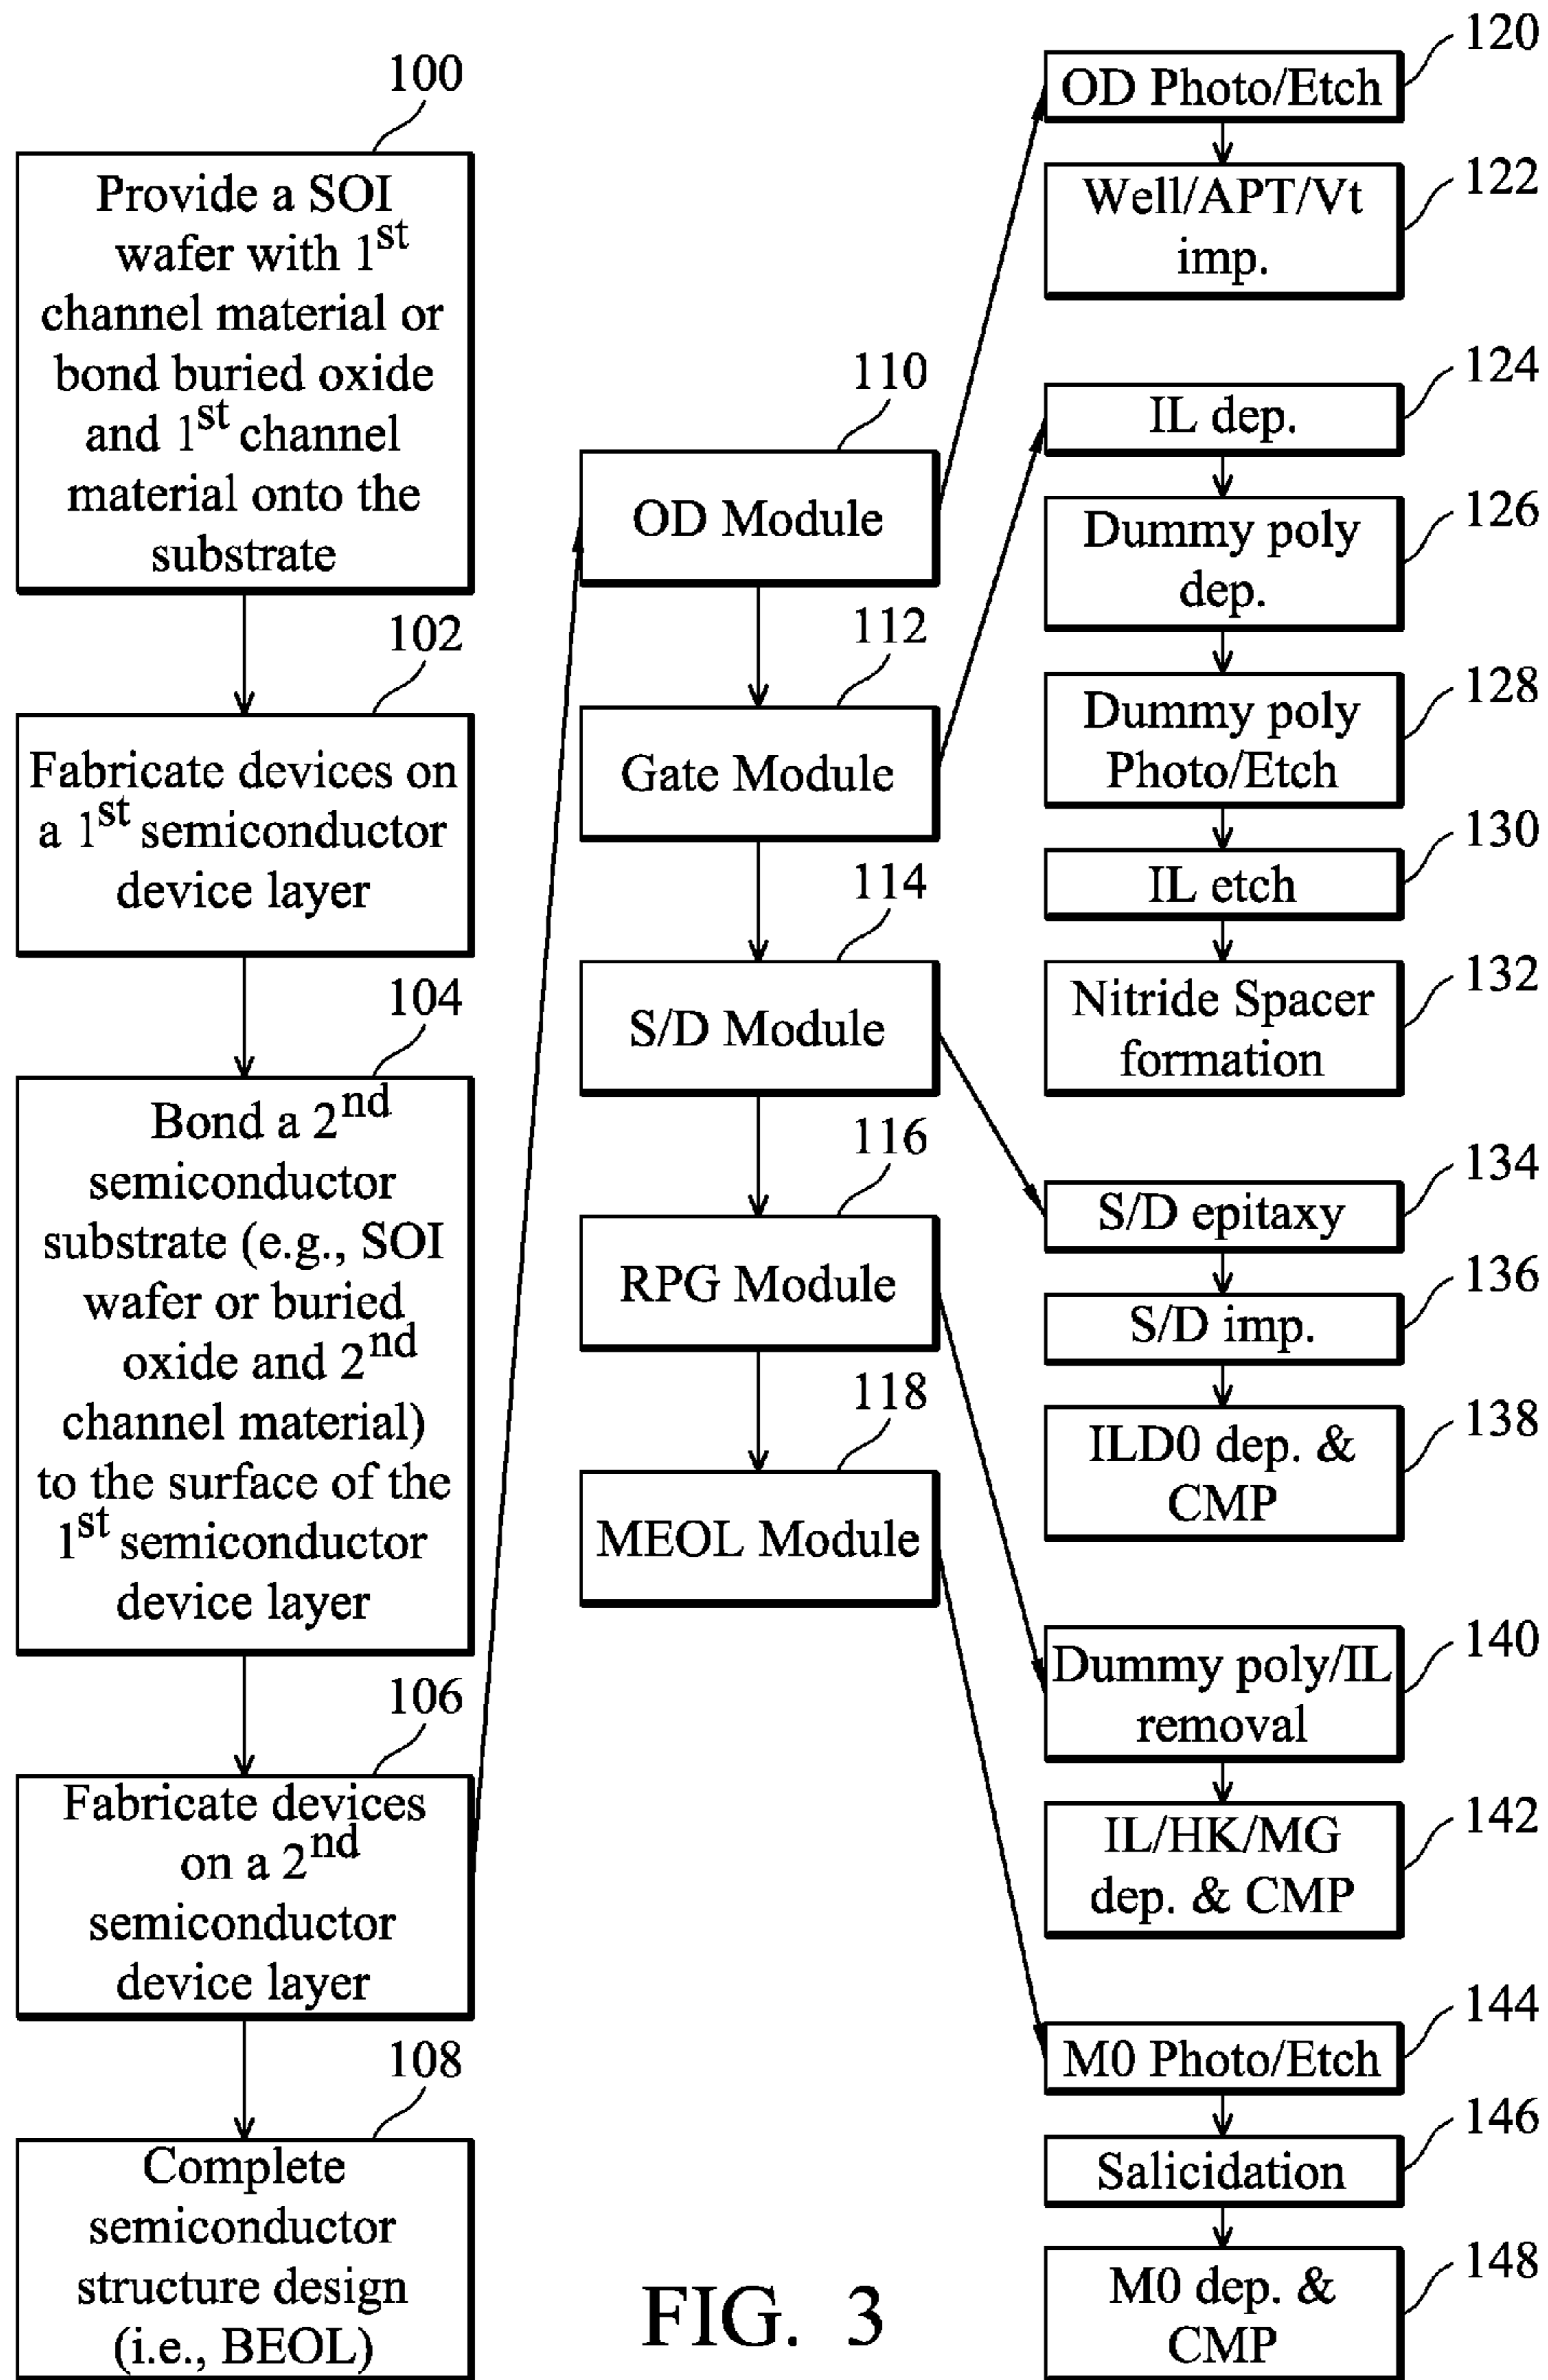 100
Provide a SOI
wafer with 1st
channel material or
bond buried oxide
and 1st channel
material onto the
substrate
102
Fabricate devices on
a 1st semiconductor
device layer
104
Bond a 2nd
semiconductor
substrate (e.g., SOI
wafer or buried
oxide and 2nd
channel material)
to the surface of the
1st semiconductor
device layer
106
Fabricate devices
on a 2nd
semiconductor
device layer
108
Complete
semiconductor
structure design
(i.e., BEOL)
110
OD Module
112
Gate Module
114
S/D Module
116
RPG Module
118
MEOL Module
120
OD Photo/Etch
122
Well/APT/Vt
imp.
124
IL dep.
126
Dummy poly
dep.
128
Dummy poly
Photo/Etch
130
IL etch
132
Nitride Spacer
formation
134
S/D epitaxy
136
S/D imp.
138
ILD0 dep. &
CMP
140
Dummy poly/IL
removal
142
IL/HK/MG
dep. & CMP
144
M0 Photo/Etch
146
Salicidation
148
M0 dep. &
CMP
FIG. 3